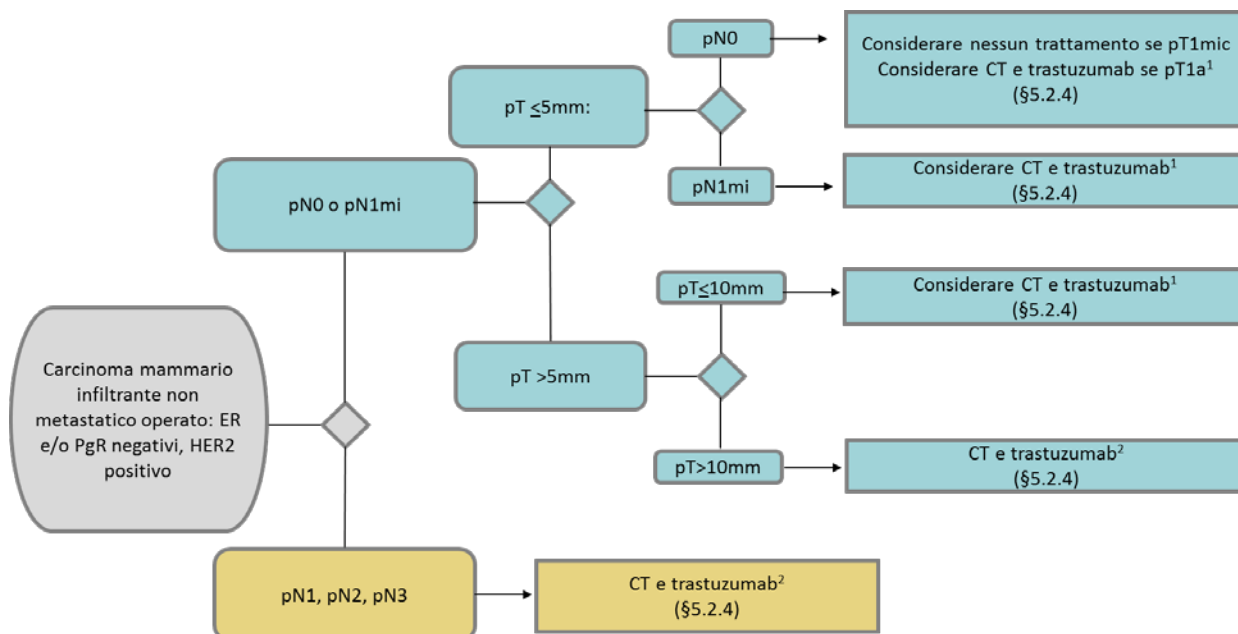 pN0
Considerare nessun trattamento se pT1mic
Considerare CT e trastuzumab se pT1a¹
(§5.2.4)
pT ≤5mm:
pN1mi
Considerare CT e trastuzumab¹
(§5.2.4)
pN0 o pN1mi
pT≤10mm
Considerare CT e trastuzumab¹
(§5.2.4)
pT >5mm
Carcinoma mammario
infiltrante non
metastatico operato: ER
e/o PgR negativi, HER2
positivo
pT>10mm
CT e trastuzumab²
(§5.2.4)
pN1, pN2, pN3
CT e trastuzumab²
(§5.2.4)